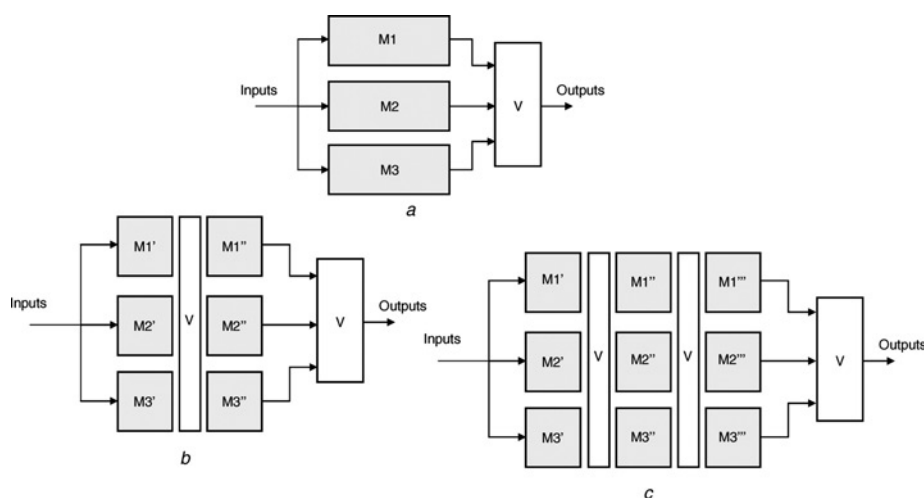 M1
Inputs
M2
V
Outputs
M3
a
M1'
M1''
Inputs
M2'
V
M2''
V
Outputs
M3'
M3''
b
M1'
M1''
M1'''
Inputs
M2'
V
M2''
V
M2'''
V
Outputs
M3'
M3''
M3'''
c